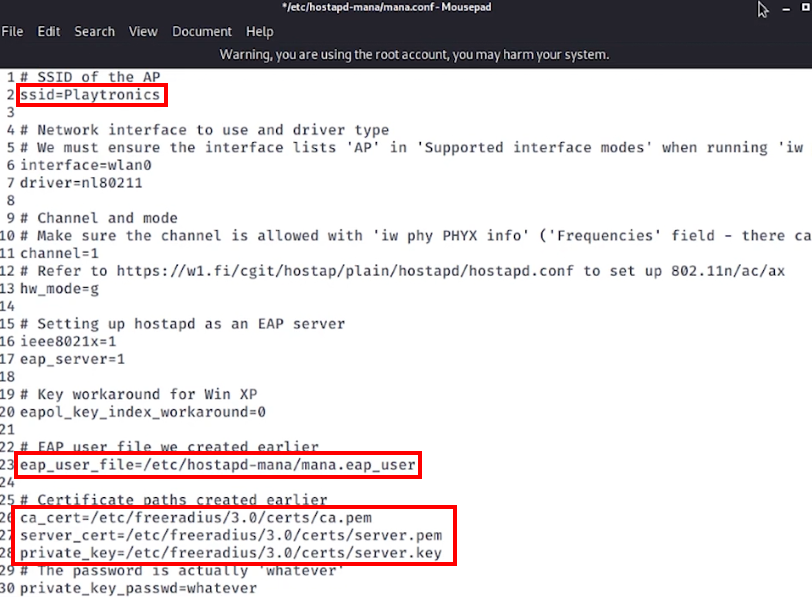 */etc/hostapd-mana/mana.conf - Mousepad
File Edit Search View Document Help
Warning, you are using the root account, you may harm your system.
1 # SSID of the AP
2 ssid=Playtronics
3
4 # Network interface to use and driver type
5 # We must ensure the interface lists 'AP' in 'Supported interface modes' when running 'iw
6 interface=wlan0
7 driver=nl80211
8
9 # Channel and mode
10 # Make sure the channel is allowed with 'iw phy PHYX info' ('Frequencies' field - there ca
11 channel=1
12 # Refer to https://w1.fi/cgit/hostap/plain/hostapd/hostapd.conf to set up 802.11n/ac/ax
13 hw_mode=g
14
15 # Setting up hostapd as an EAP server
16 ieee8021x=1
17 eap_server=1
18
19 # Key workaround for Win XP
20 eapol_key_index_workaround=0
21
22 # EAP user file we created earlier
23 eap_user_file=/etc/hostapd-mana/mana.eap_user
24
25 # Certificate paths created earlier
26 ca_cert=/etc/freeradius/3.0/certs/ca.pem
27 server_cert=/etc/freeradius/3.0/certs/server.pem
28 private_key=/etc/freeradius/3.0/certs/server.key
29 # The password is actually 'whatever'
30 private_key_passwd=whatever